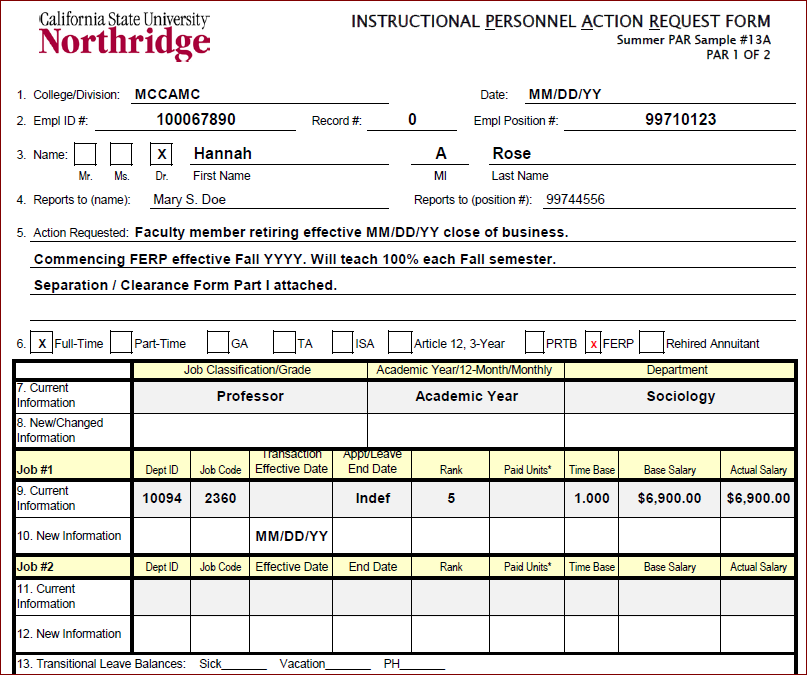 California State University
Northridge
INSTRUCTIONAL PERSONNEL ACTION REQUEST FORM
Summer PAR Sample #13A
PAR 1 OF 2
1. College/Division: MCCAMC Date: MM/DD/YY
2. Empl ID #: 100067890 Record #: 0 Empl Position #: 99710123
3. Name: X Hannah A Rose
Mr. Ms. Dr. First Name MI Last Name
4. Reports to (name): Mary S. Doe Reports to (position #): 99744556
5. Action Requested: Faculty member retiring effective MM/DD/YY close of business.
Commencing FERP effective Fall YYYY. Will teach 100% each Fall semester.
Separation / Clearance Form Part I attached.
6. X Full-Time Part-Time GA TA ISA Article 12, 3-Year PRTB x FERP Rehired Annuitant
Job Classification/Grade Academic Year/12-Month/Monthly Department
7. Current Information Professor Academic Year Sociology
8. New/Changed Information
Job #1 Dept ID Job Code Transaction Effective Date Appt/Leave End Date Rank Paid Units* Time Base Base Salary Actual Salary
9. Current Information 10094 2360 Indef 5 1.000 $6,900.00 $6,900.00
10. New Information MM/DD/YY
Job #2 Dept ID Job Code Effective Date End Date Rank Paid Units* Time Base Base Salary Actual Salary
11. Current Information
12. New Information
13. Transitional Leave Balances: Sick_______ Vacation_______ PH_______